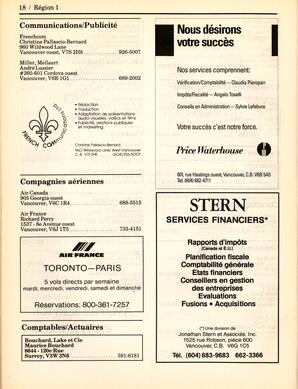 18 / Région 1
Communications/Publicité
Frenchcom
Christine Pallascio-Bernard
960 Wildwood Lane
Vancouver ouest, V7S 2H8 926-5007
Miller, Mellaart
André Lussier
#260-601 Cordova ouest
Vancouver, V6B 1G1 689-2002
FRENCH COMmunication Ltd
• Rédaction
• Traduction
• Adaptation de présentations
audio-visuelles, vidéos et films
• Publicité, relations publiques
et marketing
Christine Pallascio-Bernard
960 Wildwood Lane, West Vancouver
C.B. V7S 2H8 (604) 926-5007
Compagnies aériennes
Air Canada
905 Georgia ouest
Vancouver, V6C 1R4 688-5515
Air France
Richard Perry
1537 - 8e Avenue ouest
Vancouver, V6J 1T5 733-4151
AIR FRANCE
TORONTO—PARIS
5 vols directs par semaine
mardi, mercredi, vendredi, samedi et dimanche
Réservations: 800-361-7257
Comptables/Actuaires
Bouchard, Lake et Cie
Maurice Bouchard
8644 - 120e Rue
Surrey, V3W 3N6 591-6181
Nous désirons
votre succès
Nos services comprennent:
Vérification/Comptabilité — Claudia Pieropan
Impôts/Fiscalité — Angelo Toselli
Conseils en Administration — Sylvie Lefebure
Votre succès c'est notre force.
Price Waterhouse
601, rue Hastings ouest, Vancouver, C.B. V6B 5A5
Tel: (604) 682-4711
STERN
SERVICES FINANCIERS*
Rapports d'impôts
(Canada et É.U.)
Planification fiscale
Comptabilité générale
Etats financiers
Conseillers en gestion
des entreprises
Evaluations
Fusions • Acquisitions
(*) Une division de
Jonathan Stern et Associés, Inc.
1525 rue Robson, pièce 600
Vancouver, C.B. V6G 1C5
Tél. (604) 683-9683 662-3366